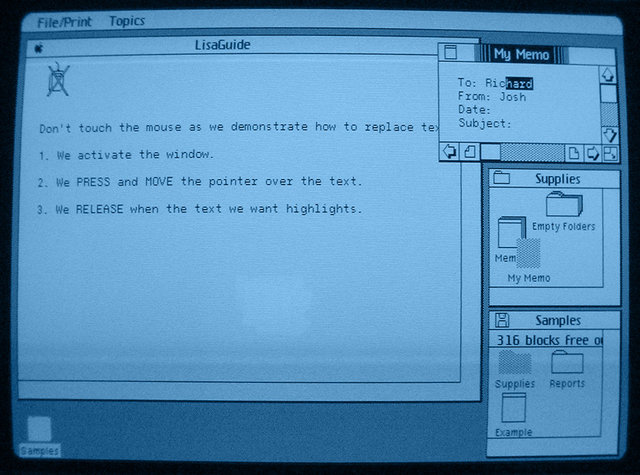 File/Print Topics
LisaGuide
Don't touch the mouse as we demonstrate how to replace
1. We activate the window.
2. We PRESS and MOVE the pointer over the text.
3. We RELEASE when the text we want highlights.
My Memo
To: Richard
From: Josh
Date:
Subject:
Supplies
Empty Folders
Mem
My Memo
Samples
316 blocks free
Supplies Reports
Example
Samples